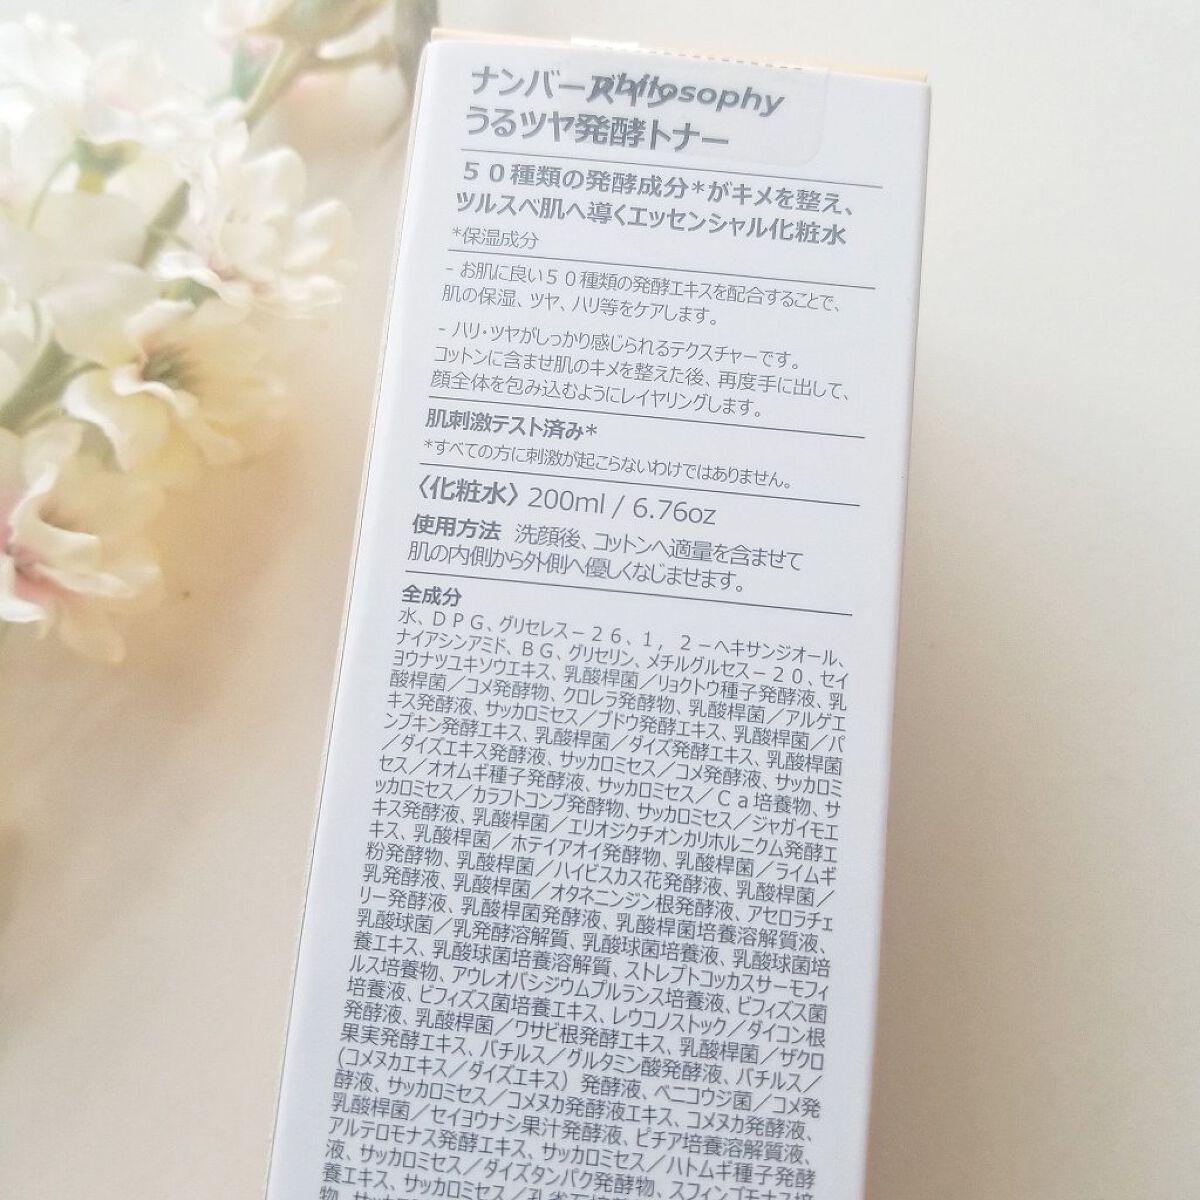 ナンバーズイン
philosophy
うるツヤ発酵トナー
５０種類の発酵成分*がキメを整え、
ツルスベ肌へ導くエッセンシャル化粧水
*保湿成分
- お肌に良い５０種類の発酵エキスを配合することで、
肌の保湿、ツヤ、ハリ等をケアします。
- ハリ・ツヤがしっかり感じられるテクスチャーです。
コットンに含ませ肌のキメを整えた後、再度手に出して、
顔全体を包み込むようにレイヤリングします。
肌刺激テスト済み*
*すべての方に刺激が起こらないわけではありません。
〈化粧水〉 200ml / 6.76oz
使用方法 洗顔後、コットンへ適量を含ませて
肌の内側から外側へ優しくなじませます。
全成分
水、ＤＰＧ、グリセレス－２６、１，２－ヘキサンジオール、
ナイアシンアミド、ＢＧ、グリセリン、メチルグルセス－２０、セイ
ヨウナツユキソウエキス、乳酸桿菌／リョクトウ種子発酵液、乳
酸桿菌／コメ発酵物、クロレラ発酵物、乳酸桿菌／アルゲエ
キス発酵液、サッカロミセス／ブドウ発酵エキス、乳酸桿菌／パ
ンプキン発酵エキス、乳酸桿菌／ダイズ発酵エキス、乳酸桿菌
／ダイズエキス発酵液、サッカロミセス／コメ発酵液、サッカロミ
セス／オオムギ種子発酵液、サッカロミセス／Ｃａ培養物、サ
ッカロミセス／カラフトコンブ発酵物、サッカロミセス／ジャガイモエ
キス発酵液、乳酸桿菌／エリオジクチオンカリホルニクム発酵エ
キス、乳酸桿菌／ホテイアオイ発酵物、乳酸桿菌／ライムギ
粉発酵物、乳酸桿菌／ハイビスカス花発酵液、乳酸桿菌／
乳発酵液、乳酸桿菌／オタネニンジン根発酵液、アセロラチェ
リー発酵液、乳酸桿菌発酵液、乳酸桿菌培養溶解質液、
乳酸球菌／乳発酵溶解質、乳酸球菌培養液、乳酸球菌培
養エキス、乳酸球菌培養溶解質、ストレプトコッカスサーモフィ
ルス培養物、アウレオバシジウムプルランス培養液、ビフィズス菌
培養液、ビフィズス菌培養エキス、レウコノストック／ダイコン根
発酵液、乳酸桿菌／ワサビ根発酵エキス、乳酸桿菌／ザクロ
果実発酵エキス、バチルス／グルタミン酸発酵液、バチルス／
（コメヌカエキス／ダイズエキス）発酵液、ベニコウジ菌／コメ発
酵液、サッカロミセス／コメヌカ発酵液エキス、コメヌカ発酵液、
乳酸桿菌／セイヨウナシ果汁発酵液、ピチア培養溶解質液、
アルテロモナス発酵エキス、サッカロミセス／ハトムギ種子発酵
液、サッカロミセス／ダイズタンパク発酵液、スフィンゴモナス培
養エキス、サッカロミセス／